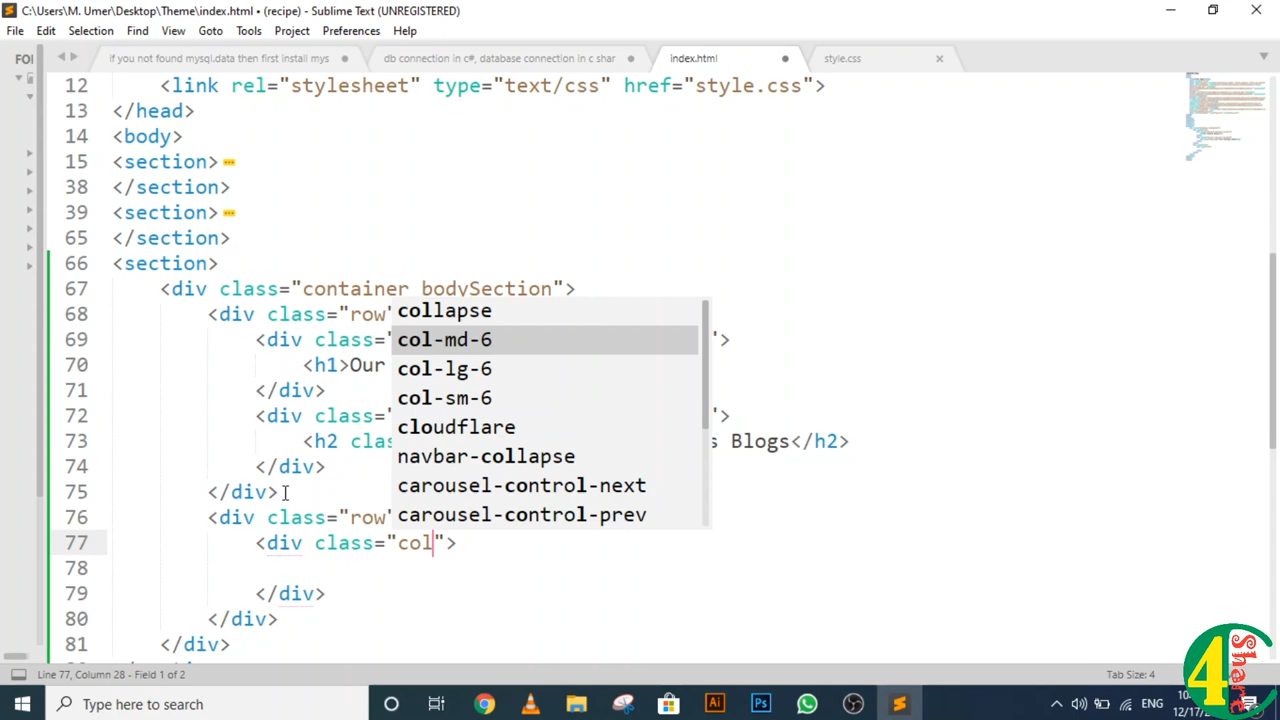 C:\Users\M. Umer\Desktop\Theme\index.html • (recipe) - Sublime Text (UNREGISTERED)
File Edit Selection Find View Goto Tools Project Preferences Help
FOI
if you not found mysql.data then first install mys
db connection in c#, database connection in c shar
index.html
style.css
12 <link rel="stylesheet" type="text/css" href="style.css">
13 </head>
14 <body>
15 <section>
38 </section>
39 <section>
65 </section>
66 <section>
67 <div class="container bodySection">
68 <div class="row"
69 <div class=" ">
70 <h1>Our
71 </div>
72 <div class=" ">
73 <h2 clas s Blogs</h2>
74 </div>
75 </div>
76 <div class="row"
77 <div class="col">
78
79 </div>
80 </div>
81 </div>
collapse
col-md-6
col-lg-6
col-sm-6
cloudflare
navbar-collapse
carousel-control-next
carousel-control-prev
Line 77, Column 28 - Field 1 of 2
Tab Size: 4
Type here to search
ENG
10:
12/17/2
4 Share